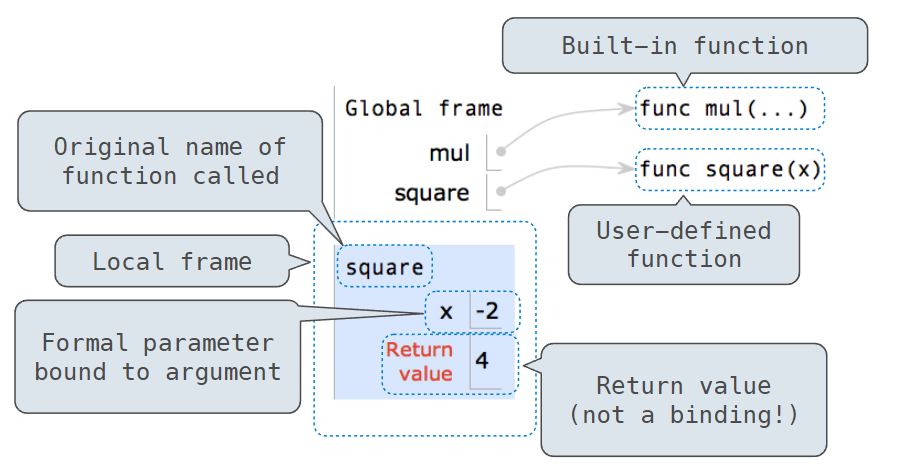 Built-in function
Global frame
func mul(...)
Original name of
function called
mul
func square(x)
square
User-defined
function
Local frame
square
x -2
Formal parameter
bound to argument
Return
value
4
Return value
(not a binding!)